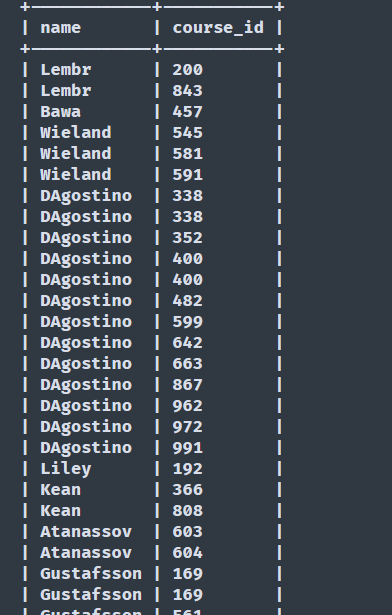 +————————————+———————————+
| name | course_id |
+————————————+———————————+
| Lembr | 200 |
| Lembr | 843 |
| Bawa | 457 |
| Wieland | 545 |
| Wieland | 581 |
| Wieland | 591 |
| DAgostino | 338 |
| DAgostino | 338 |
| DAgostino | 352 |
| DAgostino | 400 |
| DAgostino | 400 |
| DAgostino | 482 |
| DAgostino | 599 |
| DAgostino | 642 |
| DAgostino | 663 |
| DAgostino | 867 |
| DAgostino | 962 |
| DAgostino | 972 |
| DAgostino | 991 |
| Liley | 192 |
| Kean | 366 |
| Kean | 808 |
| Atanassov | 603 |
| Atanassov | 604 |
| Gustafsson | 169 |
| Gustafsson | 169 |
| Gustafsson | 561 |